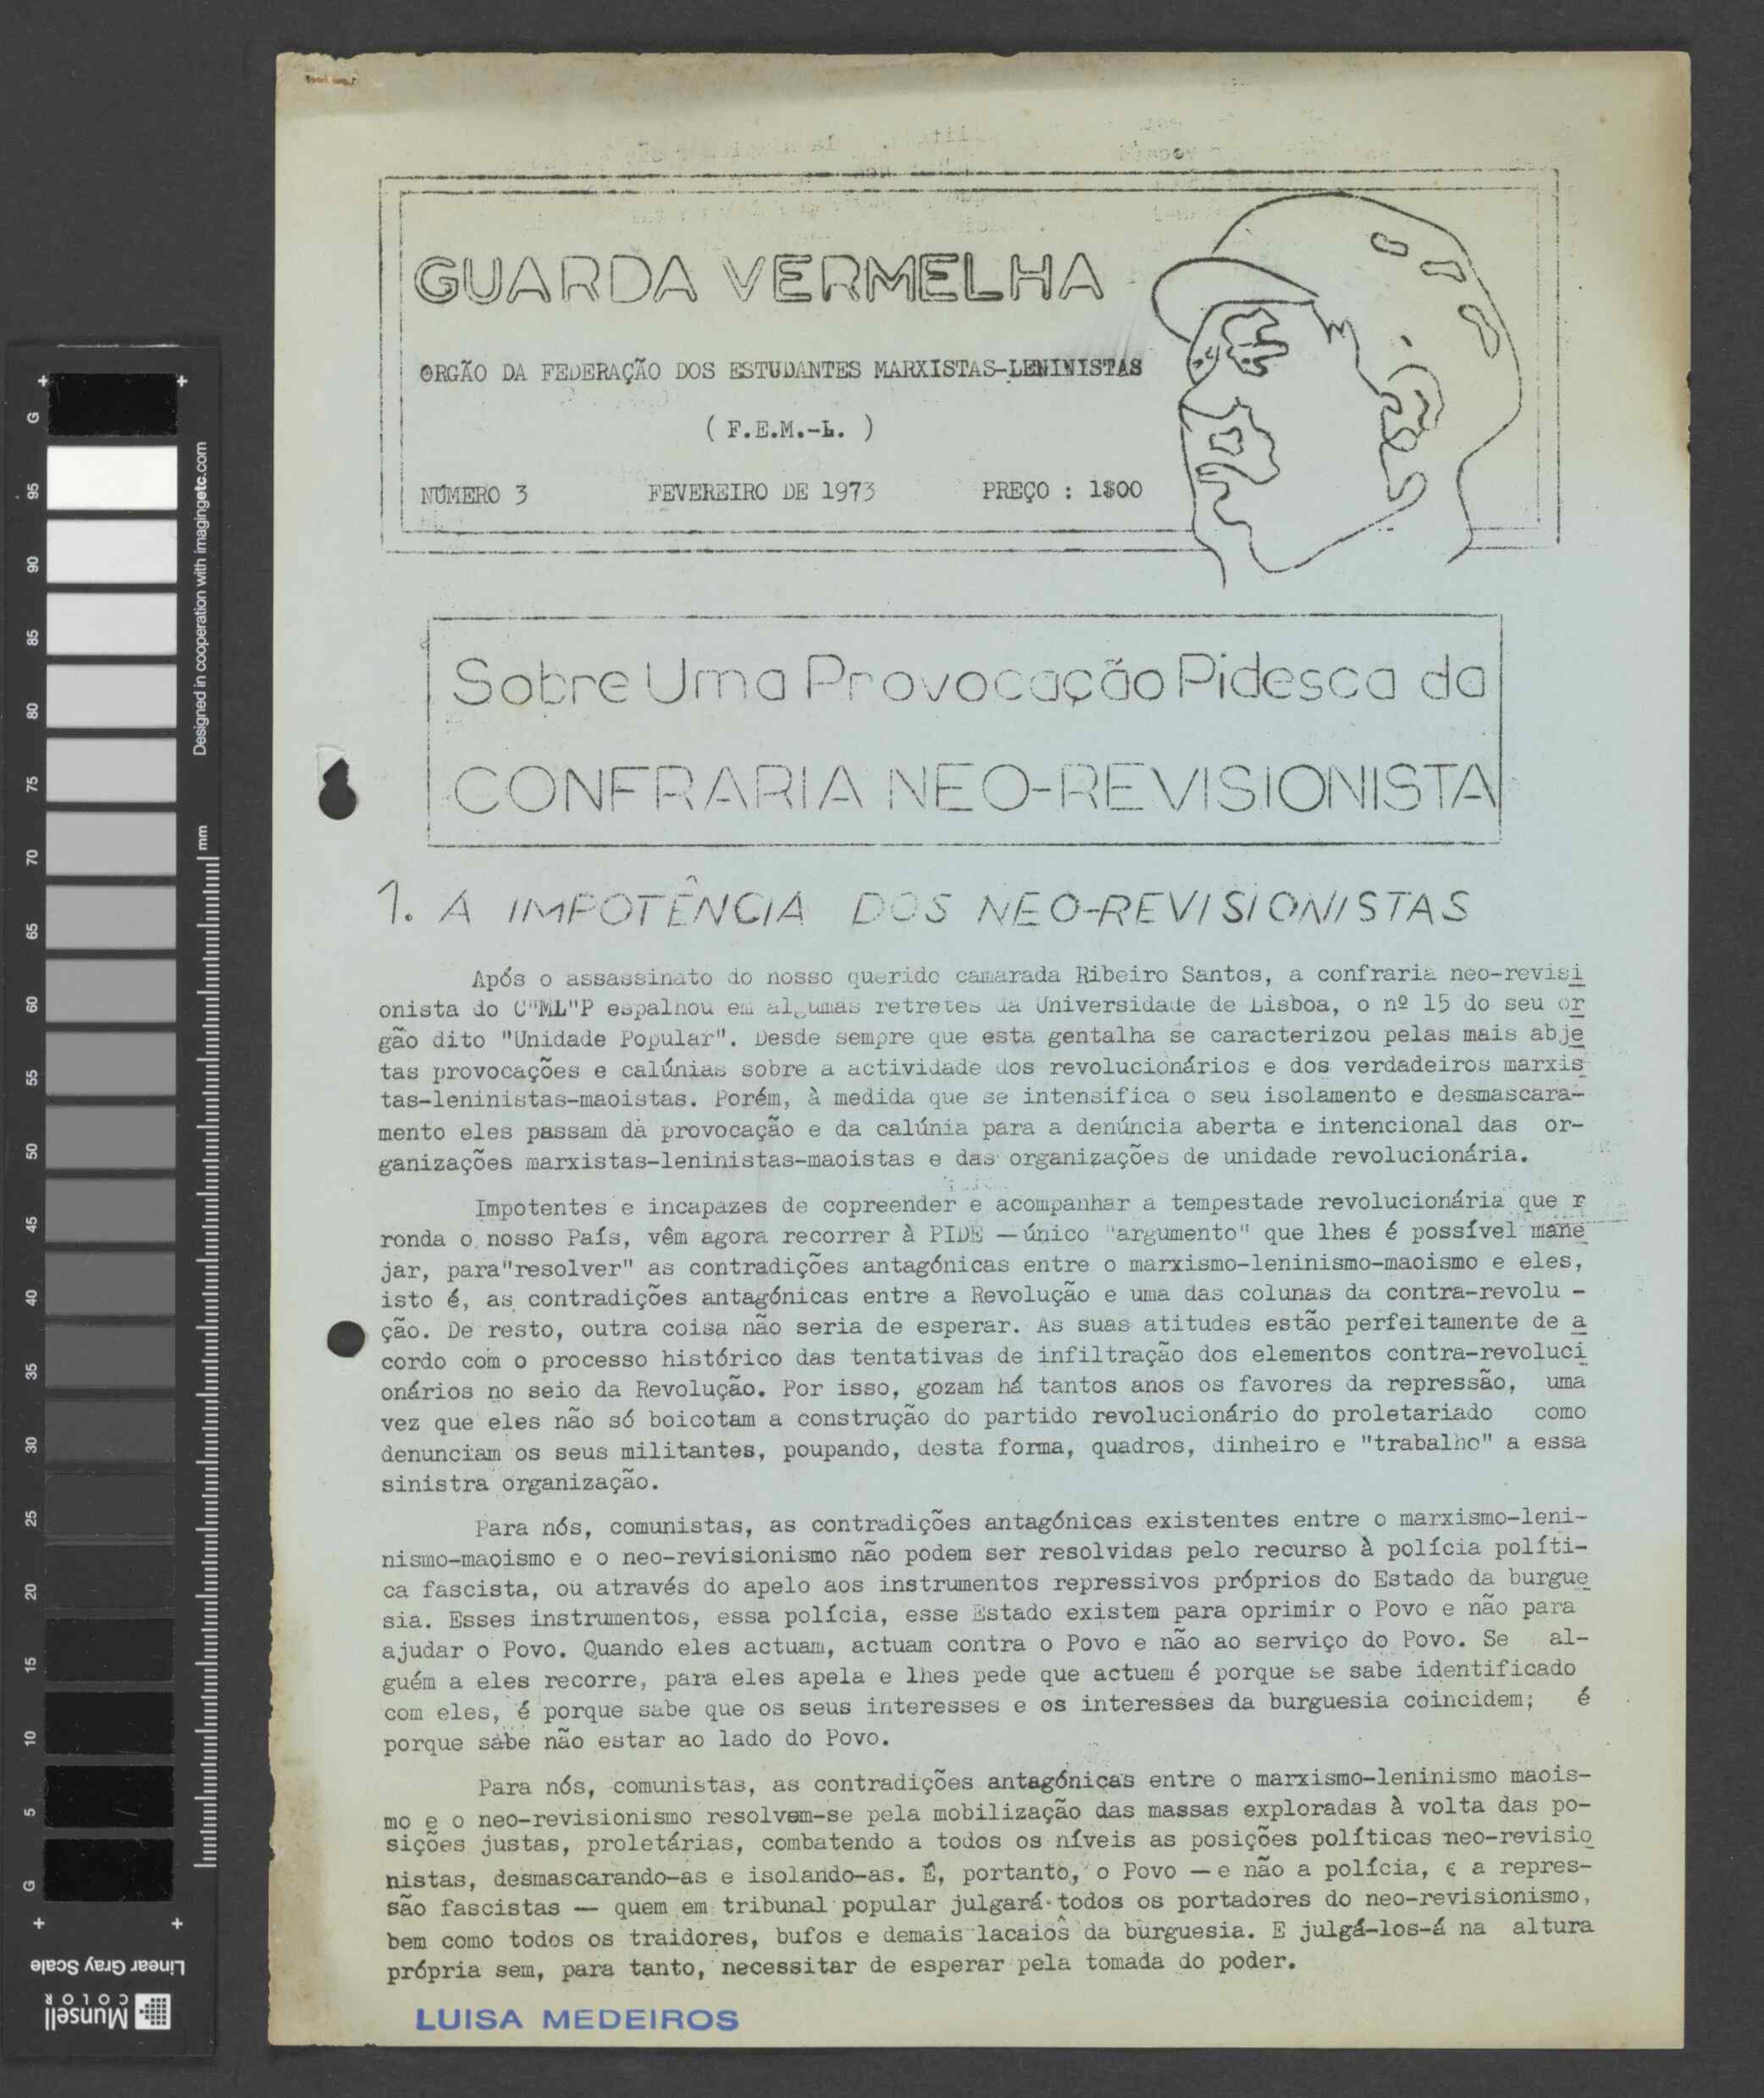 GUARDA VERMELHA
ORGÃO DA FEDERAÇÃO DOS ESTUDANTES MARXISTAS-LENINISTAS
( F.E.M.-L. )
NÚMERO 3 FEVEREIRO DE 1973 PREÇO : 1$00
Sobre Uma Provocação Pidesca da
CONFRARIA NEO-REVISIONISTA
1. A IMPOTÊNCIA DOS NEO-REVISIONISTAS
Após o assassinato do nosso querido camarada Ribeiro Santos, a confraria neo-revisi
onista do C"ML"P espalhou em algumas retretes da Universidade de Lisboa, o nº 15 do seu or
gão dito "Unidade Popular". Desde sempre que esta gentalha se caracterizou pelas mais abje
tas provocações e calúnias sobre a actividade dos revolucionários e dos verdadeiros marxis
tas-leninistas-maoistas. Porém, à medida que se intensifica o seu isolamento e desmascara-
mento eles passam da provocação e da calúnia para a denúncia aberta e intencional das or-
ganizações marxistas-leninistas-maoistas e das organizações de unidade revolucionária.
Impotentes e incapazes de copreender e acompanhar a tempestade revolucionária que r
ronda o nosso País, vêm agora recorrer à PIDE — único "argumento" que lhes é possível mane
jar, para"resolver" as contradições antagónicas entre o marxismo-leninismo-maoismo e eles,
isto é, as contradições antagónicas entre a Revolução e uma das colunas da contra-revolu -
ção. De resto, outra coisa não seria de esperar. As suas atitudes estão perfeitamente de a
cordo com o processo histórico das tentativas de infiltração dos elementos contra-revoluci
onários no seio da Revolução. Por isso, gozam há tantos anos os favores da repressão, uma
vez que eles não só boicotam a construção do partido revolucionário do proletariado como
denunciam os seus militantes, poupando, desta forma, quadros, dinheiro e "trabalho" a essa
sinistra organização.
Para nós, comunistas, as contradições antagónicas existentes entre o marxismo-leni-
nismo-maoismo e o neo-revisionismo não podem ser resolvidas pelo recurso à polícia políti-
ca fascista, ou através do apelo aos instrumentos repressivos próprios do Estado da burgue
sia. Esses instrumentos, essa polícia, esse Estado existem para oprimir o Povo e não para
ajudar o Povo. Quando eles actuam, actuam contra o Povo e não ao serviço do Povo. Se al-
guém a eles recorre, para eles apela e lhes pede que actuem é porque se sabe identificado
com eles, é porque sabe que os seus interesses e os interesses da burguesia coincidem; é
porque sabe não estar ao lado do Povo.
Para nós, comunistas, as contradições antagónicas entre o marxismo-leninismo maois-
mo e o neo-revisionismo resolvem-se pela mobilização das massas exploradas à volta das po-
sições justas, proletárias, combatendo a todos os níveis as posições políticas neo-revisio
nistas, desmascarando-as e isolando-as. É, portanto, o Povo — e não a polícia, e a repres-
são fascistas — quem em tribunal popular julgará todos os portadores do neo-revisionismo,
bem como todos os traidores, bufos e demais lacaios da burguesia. E julgá-los-á na altura
própria sem, para tanto, necessitar de esperar pela tomada do poder.
LUISA MEDEIROS
Designed in cooperation with imagingetc.com
mm
G 95 90 85 80 75 70 65 60 55 50 45 40 35 30 25 20 15 10 5 G
Linear Gray Scale
Munsell
COLOR